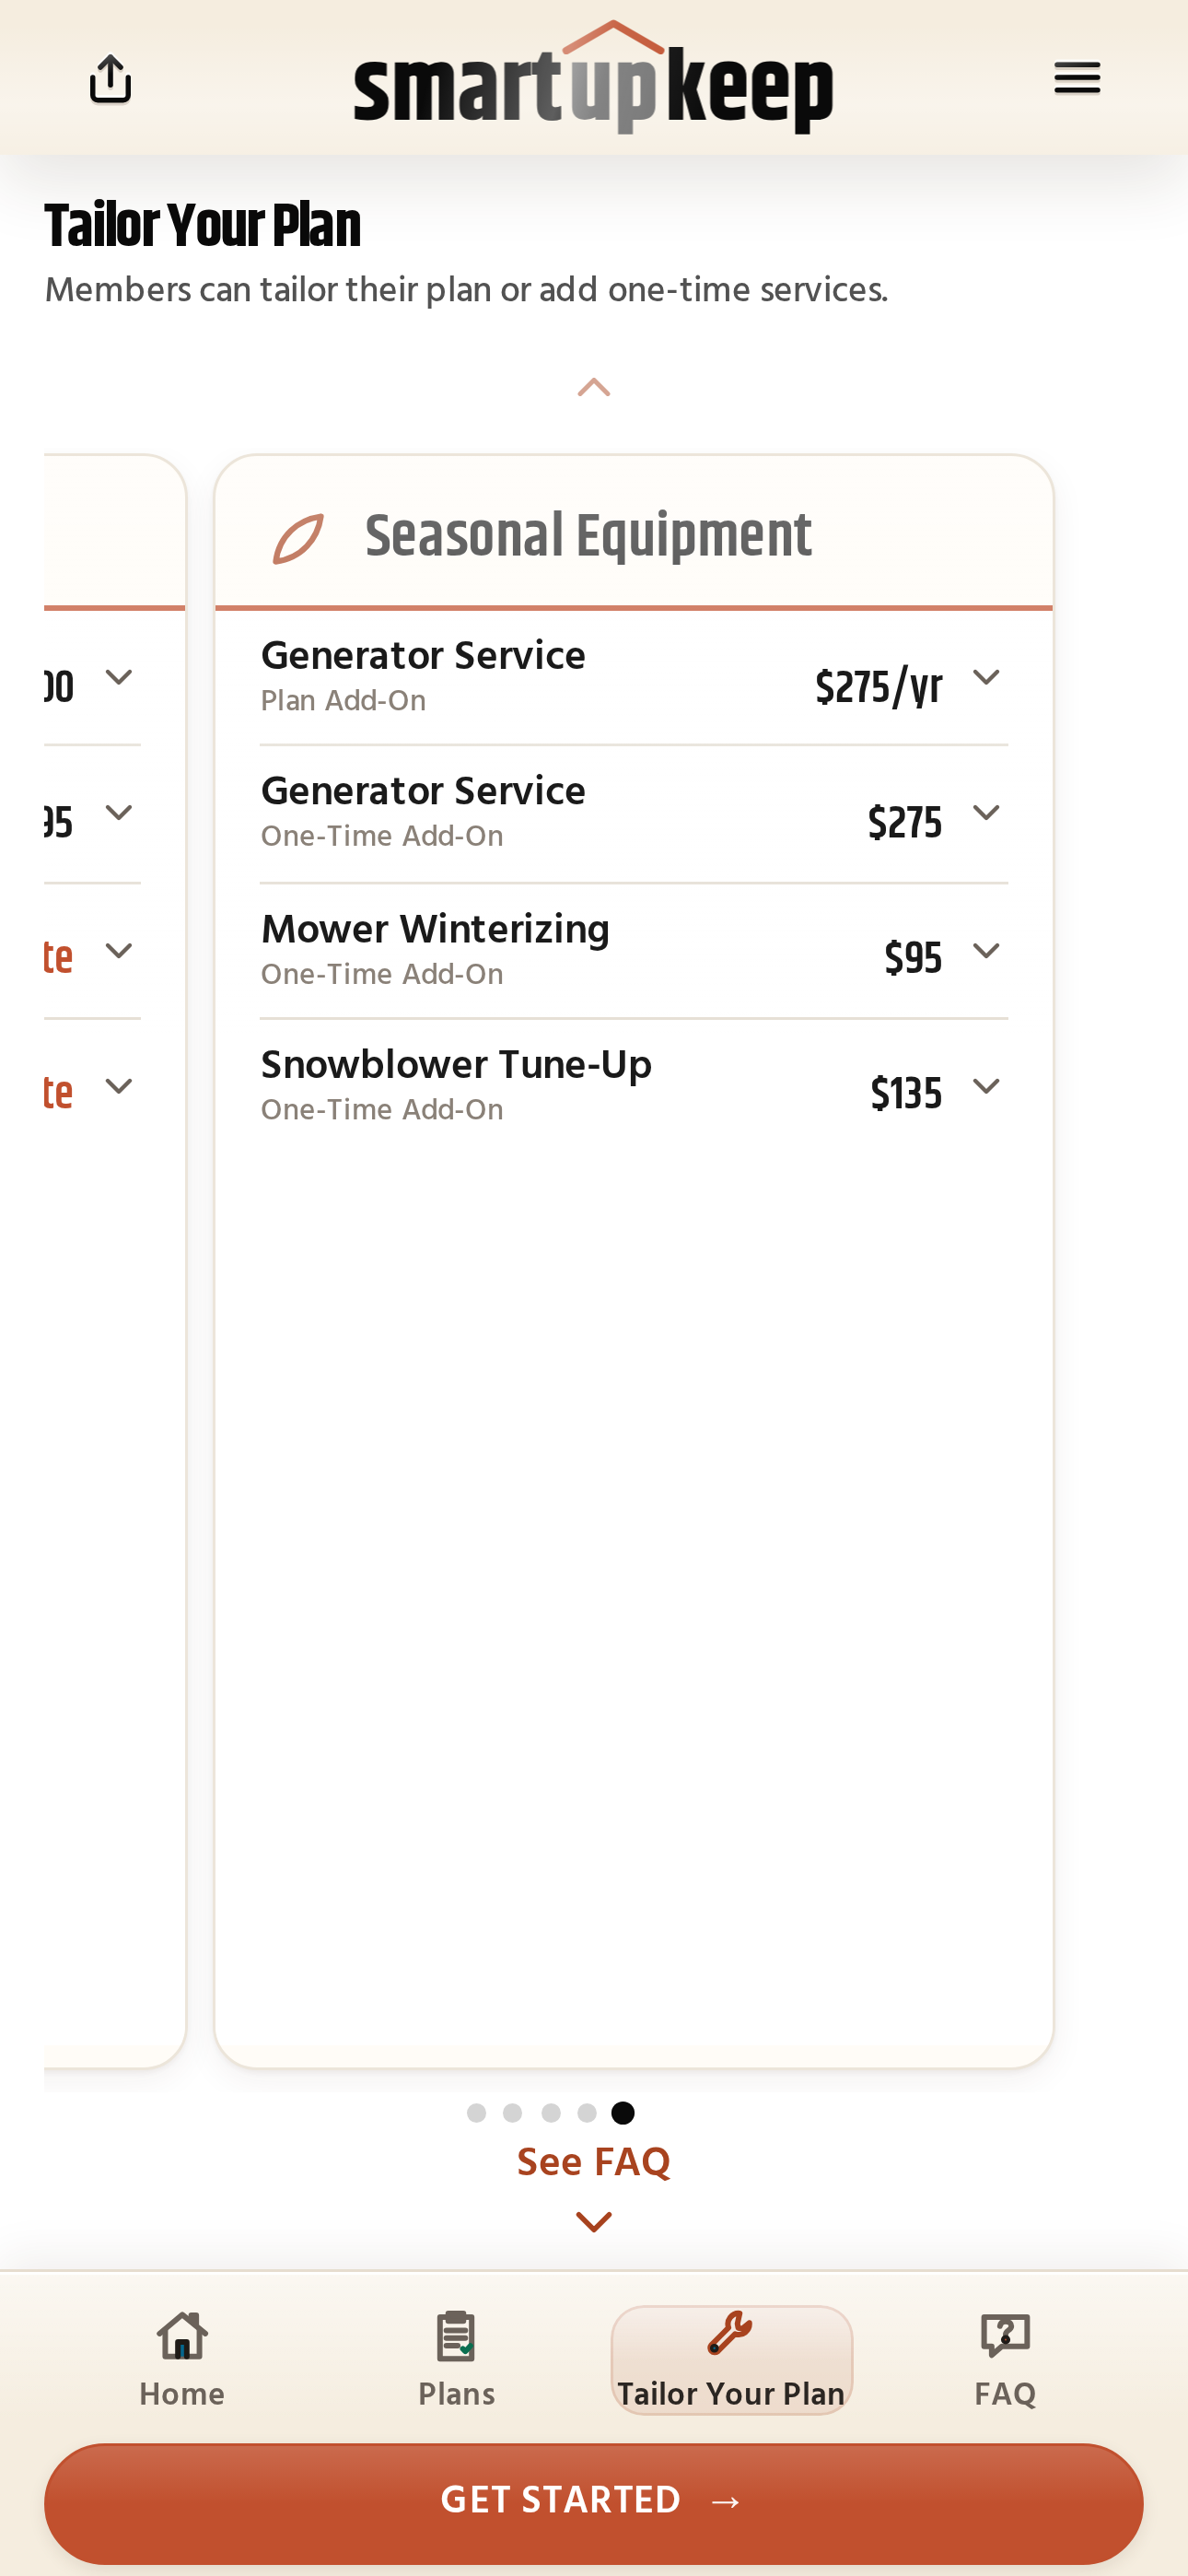 smartupkeep
Tailor Your Plan
Members can tailor their plan or add one-time services.
Seasonal Equipment
Generator Service
Plan Add-On
$275/yr
Generator Service
One-Time Add-On
$275
Mower Winterizing
One-Time Add-On
$95
Snowblower Tune-Up
One-Time Add-On
$135
See FAQ
Home
Plans
Tailor Your Plan
FAQ
GET STARTED →